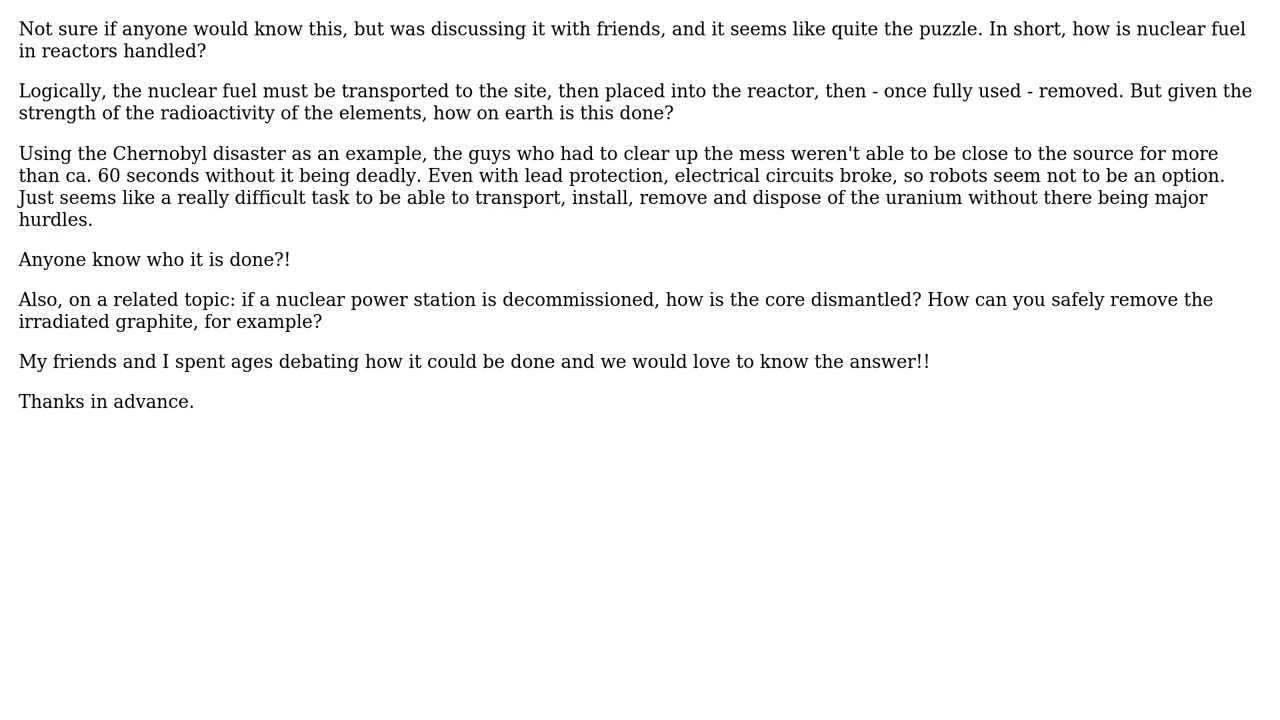 Not sure if anyone would know this, but was discussing it with friends, and it seems like quite the puzzle. In short, how is nuclear fuel
in reactors handled?
Logically, the nuclear fuel must be transported to the site, then placed into the reactor, then - once fully used - removed. But given the
strength of the radioactivity of the elements, how on earth is this done?
Using the Chernobyl disaster as an example, the guys who had to clear up the mess weren't able to be close to the source for more
than ca. 60 seconds without it being deadly. Even with lead protection, electrical circuits broke, so robots seem not to be an option.
Just seems like a really difficult task to be able to transport, install, remove and dispose of the uranium without there being major
hurdles.
Anyone know who it is done?!
Also, on a related topic: if a nuclear power station is decommissioned, how is the core dismantled? How can you safely remove the
irradiated graphite, for example?
My friends and I spent ages debating how it could be done and we would love to know the answer!!
Thanks in advance.